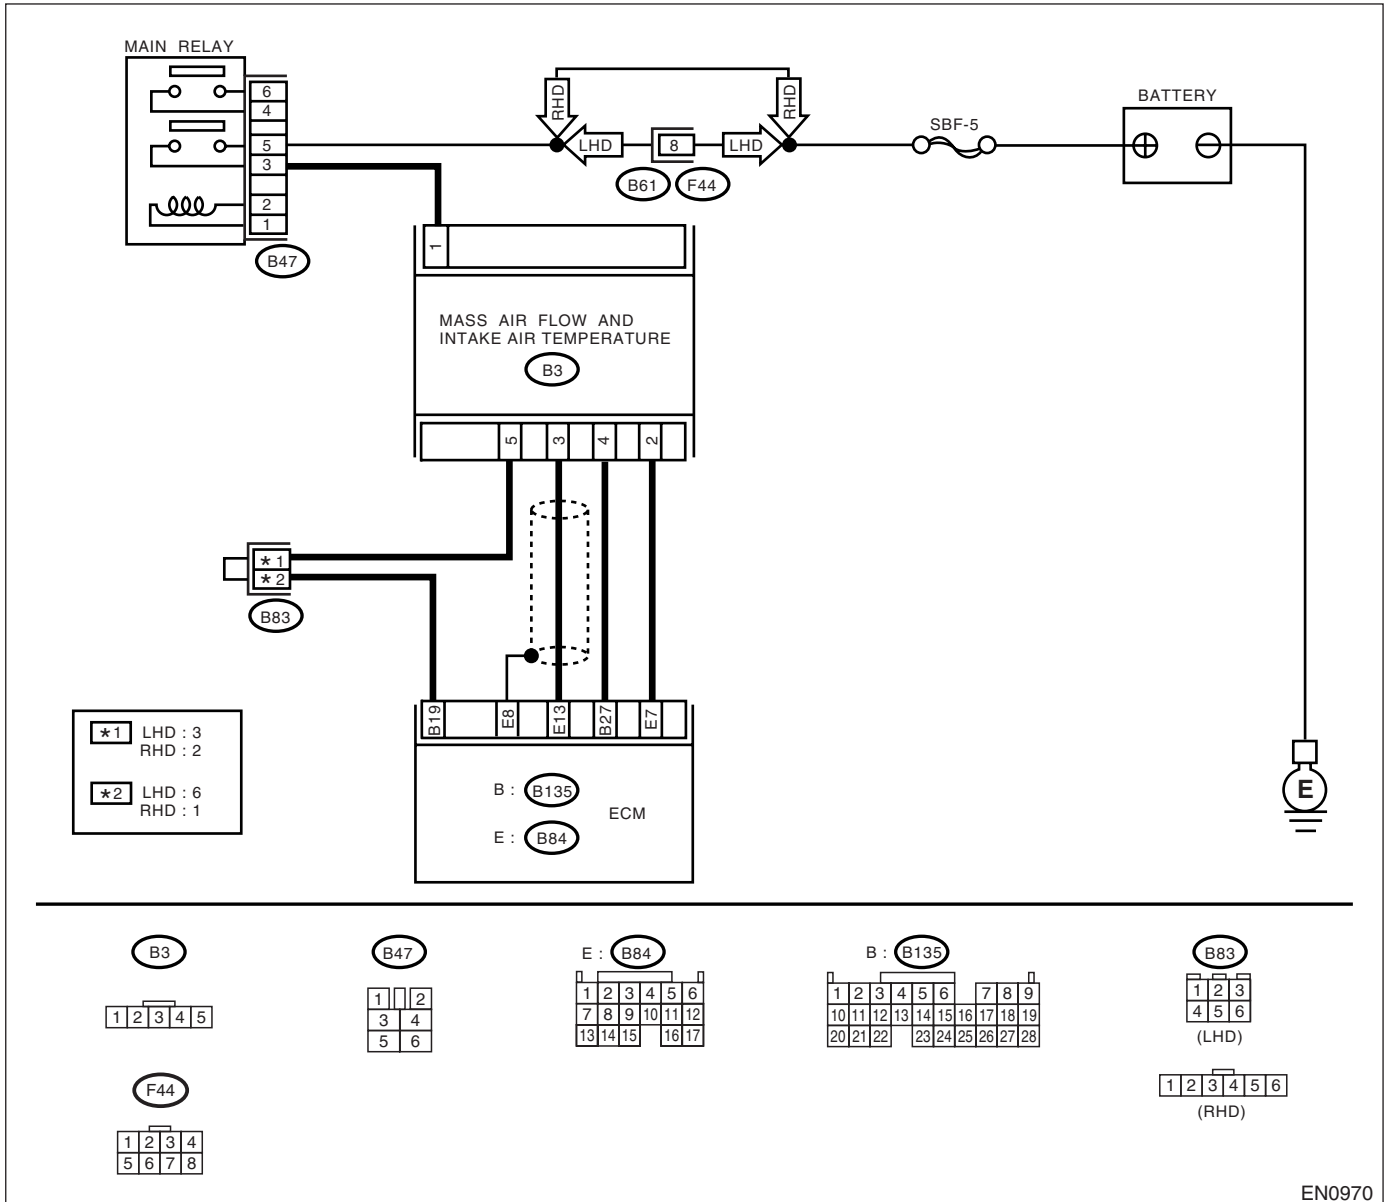 MAIN RELAY
6
4
5
3
2
1
B47
RHD
RHD
LHD
8
LHD
B61
F44
SBF-5
BATTERY
1
MASS AIR FLOW AND
INTAKE AIR TEMPERATURE
B3
5
3
4
2
*1
*2
B83
B19
E8
E13
B27
E7
B : B135
ECM
E : B84
E
*1 LHD : 3
RHD : 2
*2 LHD : 6
RHD : 1
B3
1 2 3 4 5
B47
1 2
3 4
5 6
E : B84
1 2 3 4 5 6
7 8 9 10 11 12
13 14 15 16 17
B : B135
1 2 3 4 5 6 7 8 9
10 11 12 13 14 15 16 17 18 19
20 21 22 23 24 25 26 27 28
B83
1 2 3
4 5 6
(LHD)
1 2 3 4 5 6
(RHD)
F44
1 2 3 4
5 6 7 8
EN0970